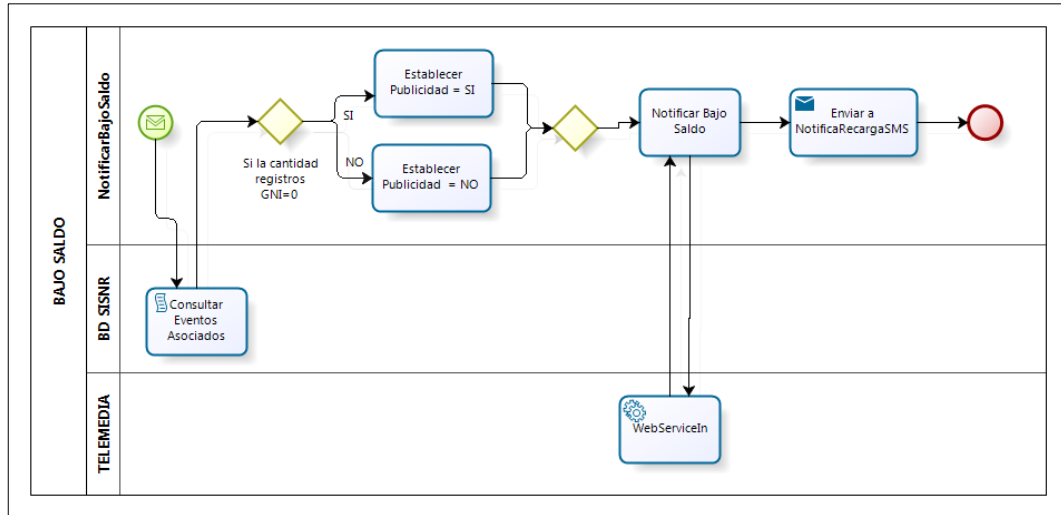 BAJO SALDO
NotificarBajoSaldo
Si la cantidad
registros
GNI=0
SI
NO
Establecer
Publicidad = SI
Establecer
Publicidad = NO
Notificar Bajo
Saldo
Enviar a
NotificaRecargaSMS
BD SISNR
Consultar
Eventos
Asociados
TELEMEDIA
WebServiceIn